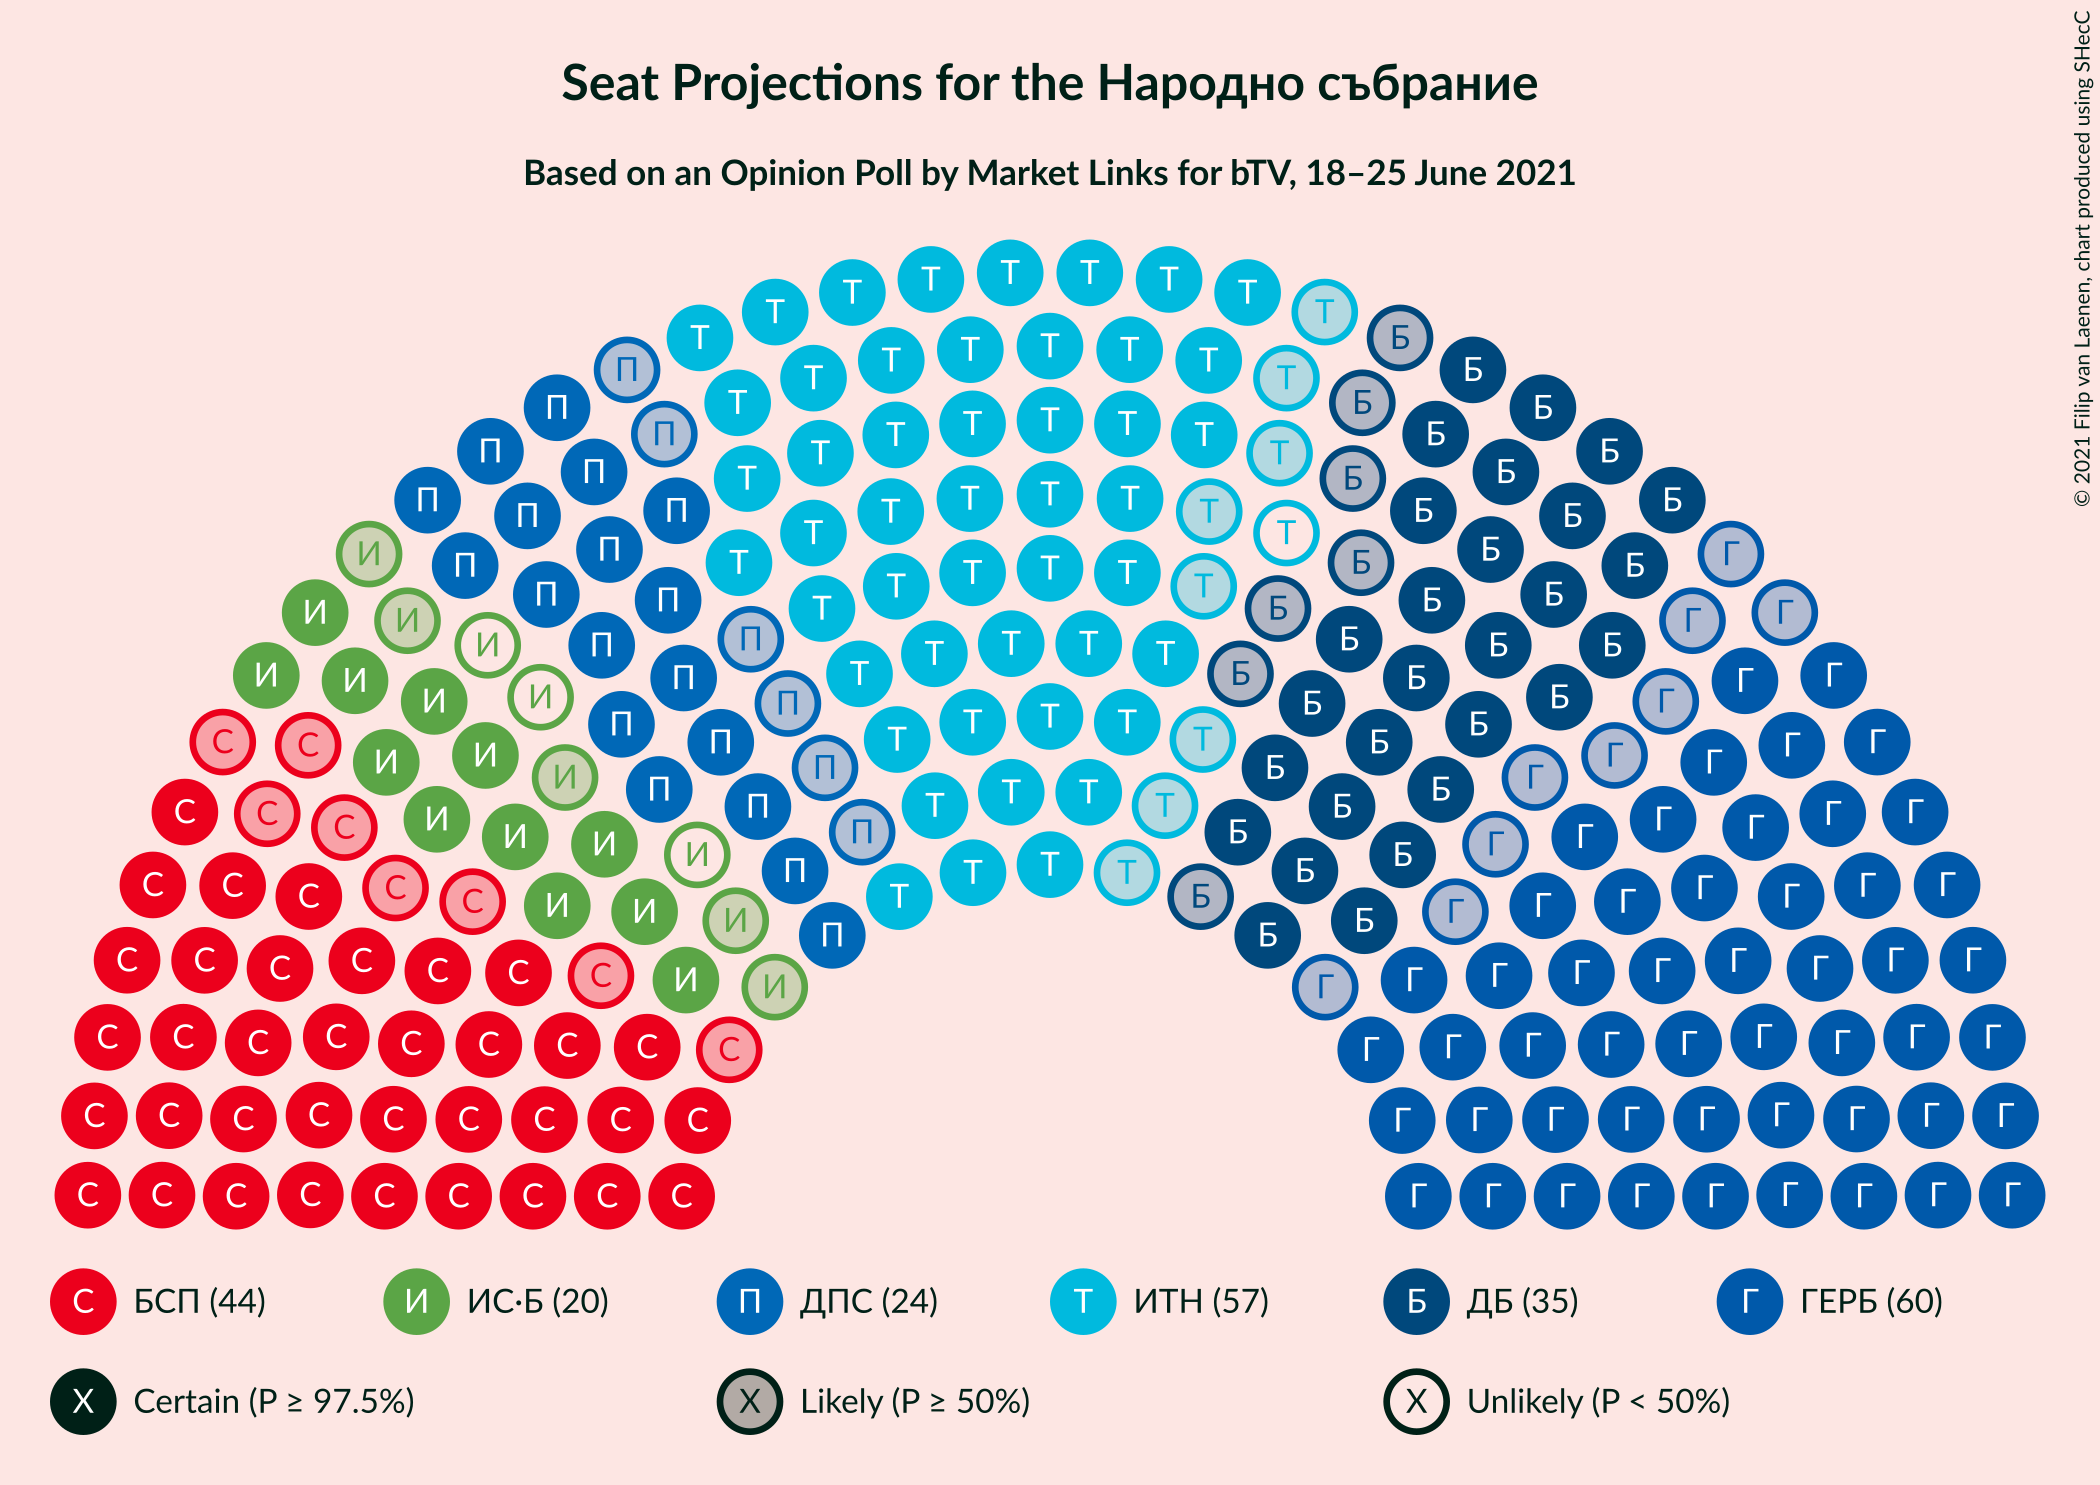 Seat Projections for the Народно събрание
Based on an Opinion Poll by Market Links for bTV, 18–25 June 2021
© 2021 Filip van Laenen, chart produced using SHecC
С БСП (44) И ИС·Б (20) П ДПС (24) Т ИТН (57) Б ДБ (35) Г ГЕРБ (60)
X Certain (P ≥ 97.5%) X Likely (P ≥ 50%) X Unlikely (P < 50%)